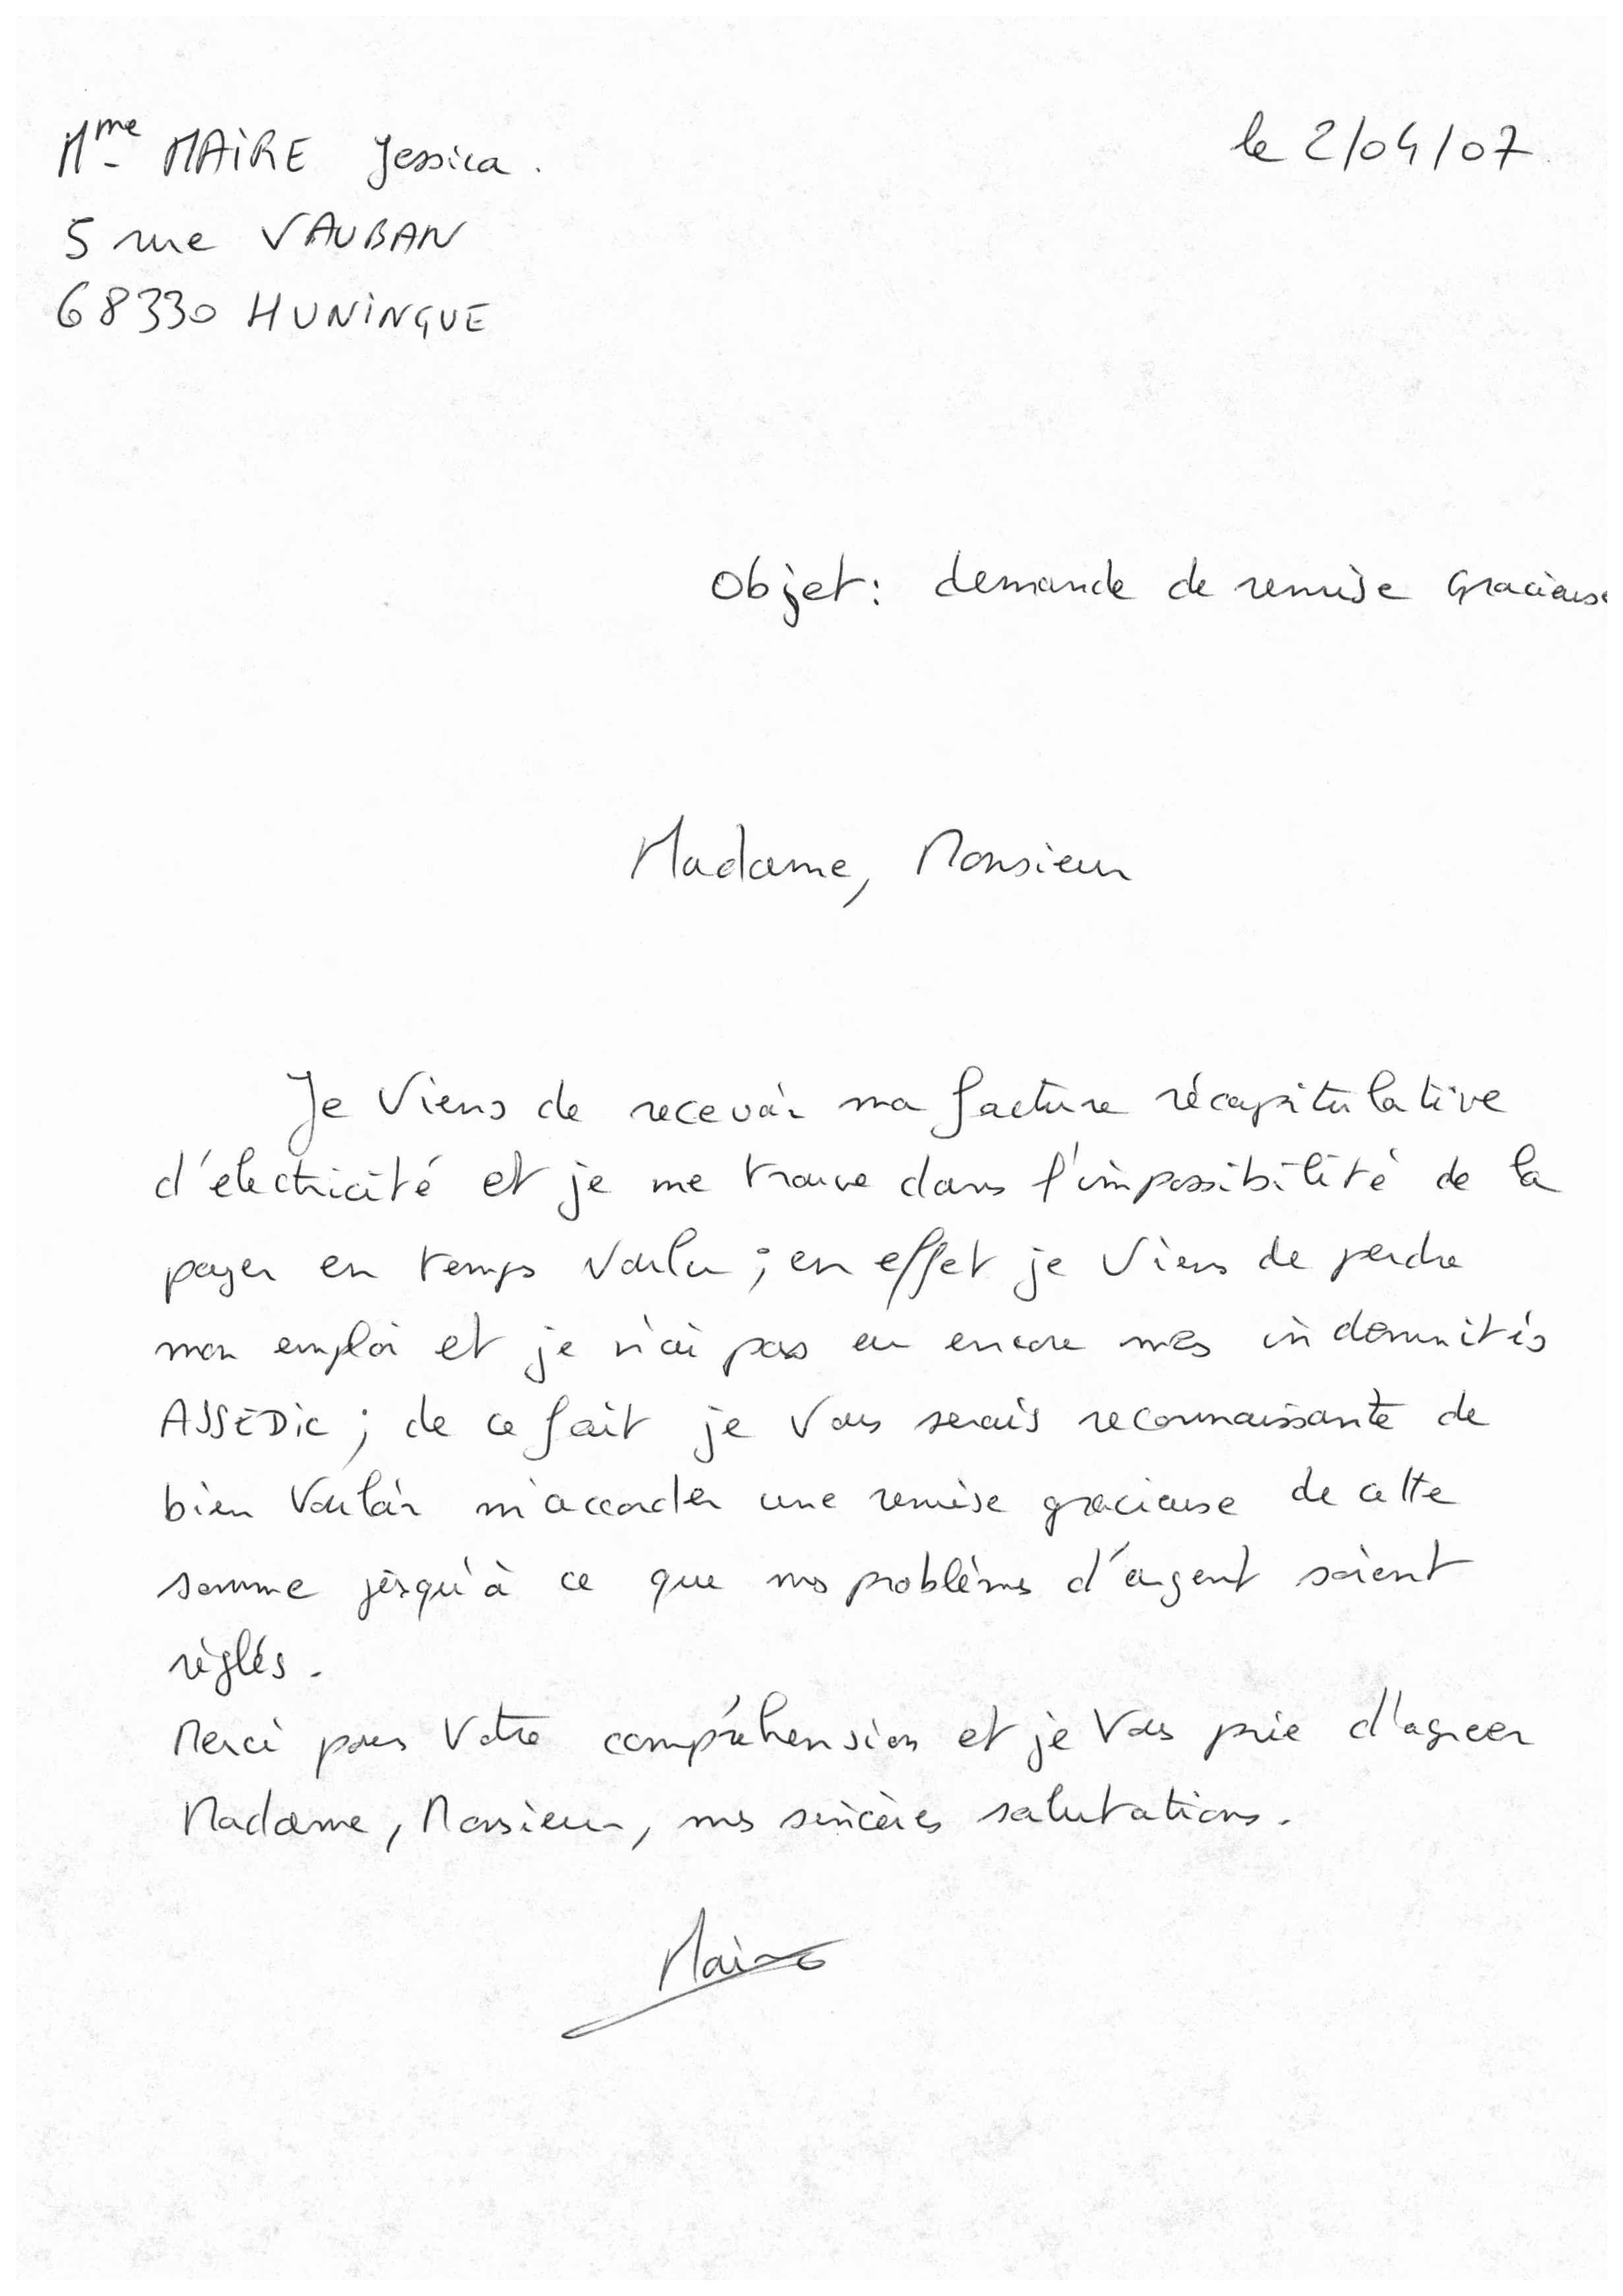 Mme MAIRE Jessica.
le 2/04/07
5 rue VAUBAN
68330 HUNINGUE
Objet: demande de remise Gracieuse
Madame, Monsieur
Je Viens de recevoir ma facture récapitulative
d'électricité et je me trouve dans l'impossibilité de la
payer en temps voulu ; en effet je viens de perdre
mon emploi et je n'ai pas eu encore mes indemnités
ASSEDIC ; de ce fait je vous serais reconnaissante de
bien vouloir m'accorder une remise gracieuse de cette
somme jusqu'à ce que mes problèmes d'argent soient
réglés.
Merci pour votre compréhension et je vous prie d'agréer
Madame, Monsieur, mes sincères salutations.
Maire